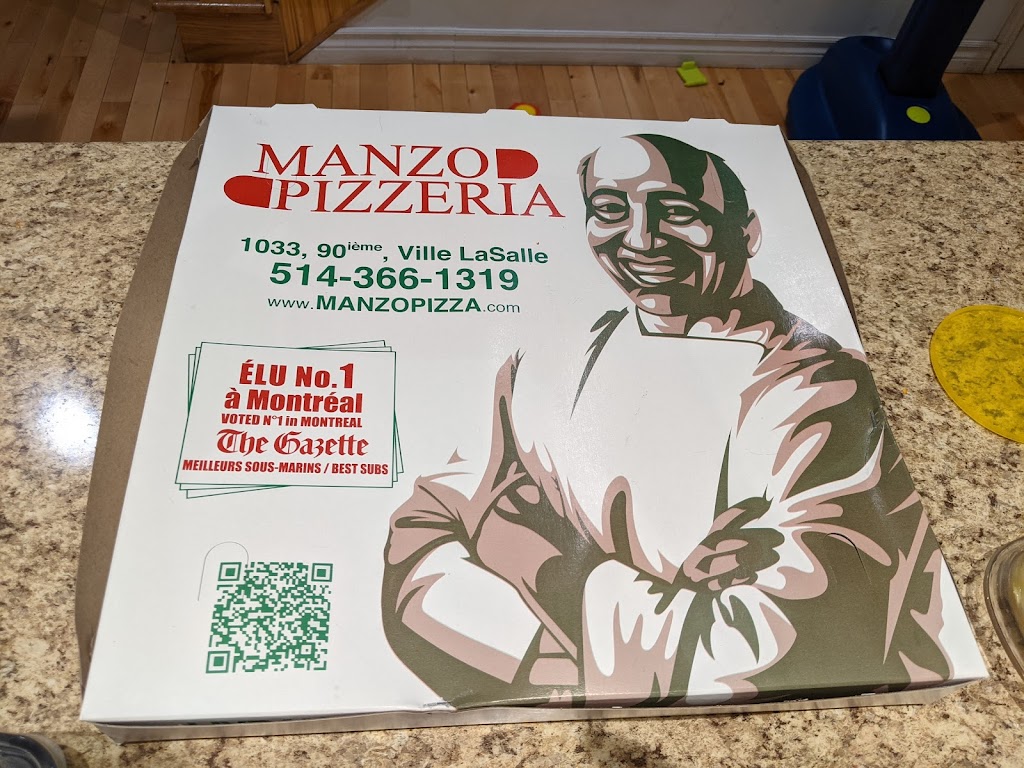 MANZO
PIZZERIA
1033, 90ième, Ville LaSalle
514-366-1319
www.MANZOPIZZA.com
ÉLU No.1
à Montréal
VOTED N°1 in MONTREAL
The Gazette
MEILLEURS SOUS-MARINS / BEST SUBS